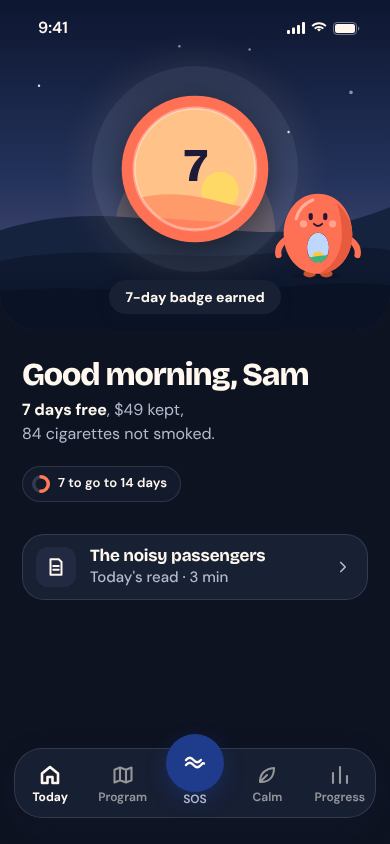 9:41
7
7-day badge earned
Good morning, Sam
7 days free, $49 kept,
84 cigarettes not smoked.
7 to go to 14 days
The noisy passengers
Today's read · 3 min
Today
Program
SOS
Calm
Progress